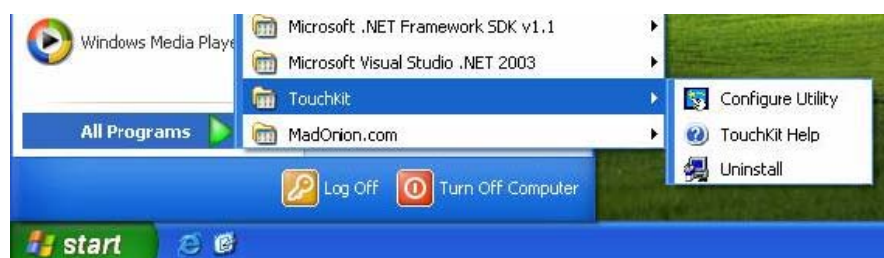 Windows Media Playe
Microsoft .NET Framework SDK v1.1
Microsoft Visual Studio .NET 2003
TouchKit
Configure Utility
All Programs
MadOnion.com
TouchKit Help
Uninstall
Log Off
Turn Off Computer
start